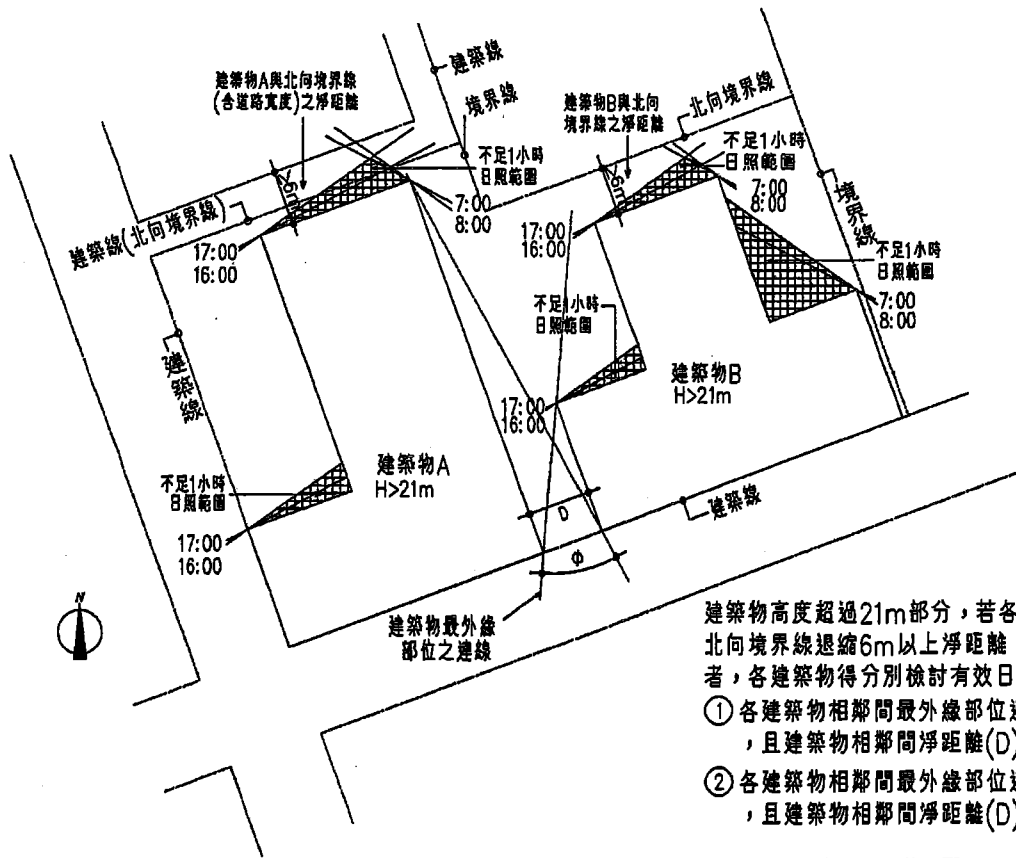 建築線
建築物A與北向境界線
(含道路寬度)之淨距離
境界線
建築物B與北向
境界線之淨距離
北向境界線
不足1小時
日照範圍
不足1小時
日照範圍
>6m
>6m
7:00
8:00
7:00
8:00
境界線
建築線(北向境界線)
17:00
16:00
17:00
16:00
不足1小時
日照範圍
不足1小時
日照範圍
7:00
8:00
建築線
建築物B
H>21m
17:00
16:00
建築物A
H>21m
不足1小時
日照範圍
D
建築線
17:00
16:00
Φ
N
建築物最外緣
部位之連線
建築物高度超過21m部分，若各
北向境界線退縮6m以上淨距離
者，各建築物得分別檢討有效日
① 各建築物相鄰間最外緣部位連
，且建築物相鄰間淨距離(D)
② 各建築物相鄰間最外緣部位連
，且建築物相鄰間淨距離(D)